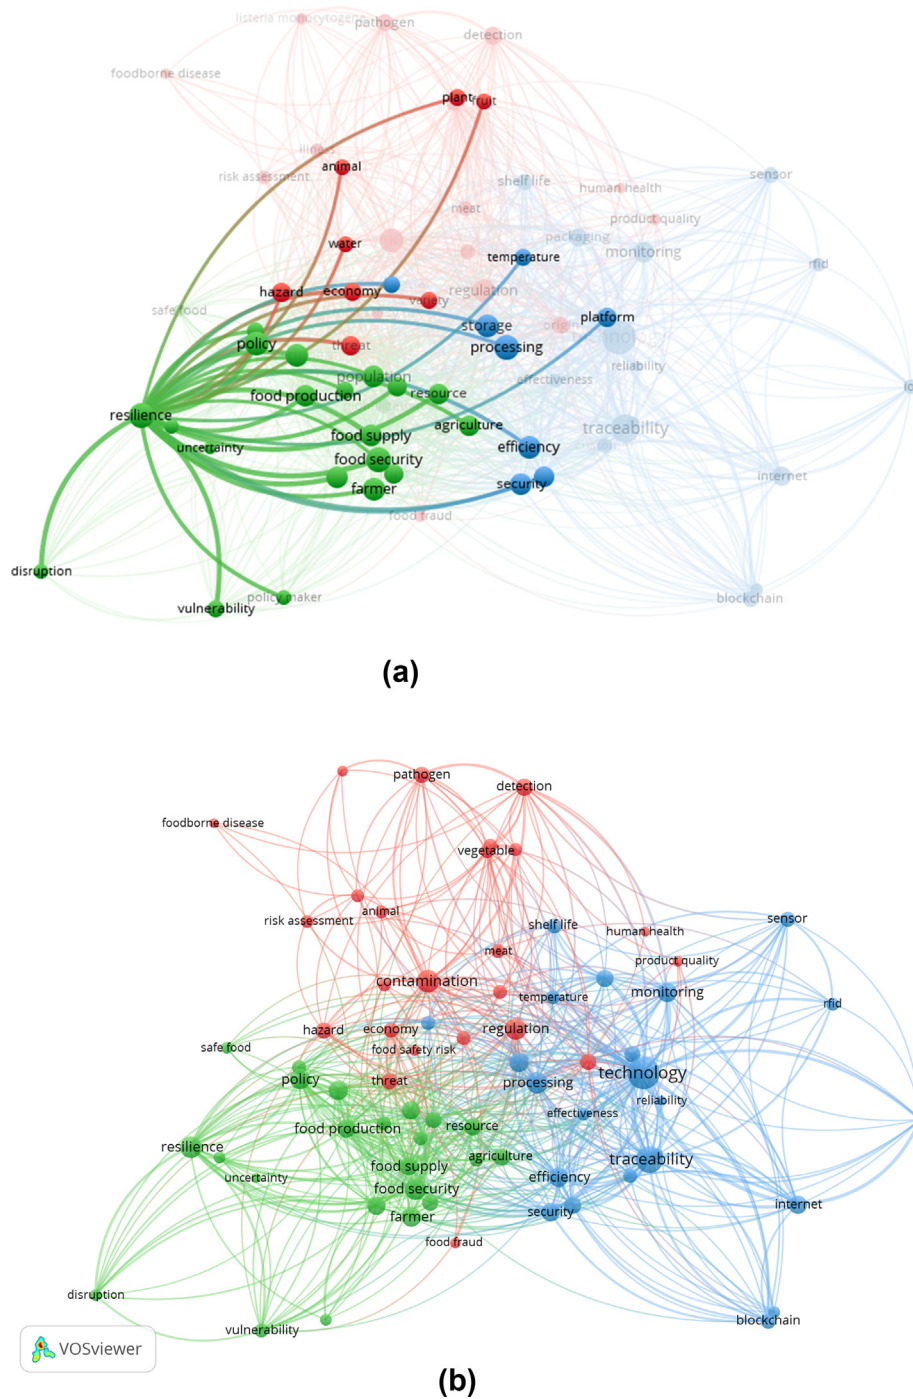 listeria monocytogene
pathogen
detection
foodborne disease
plant
fruit
illness
animal
risk assessment
shelf life
sensor
human health
meat
product quality
water
packaging
monitoring
temperature
rfid
hazard
economy
regulation
variety
safe food
storage
origin
platform
policy
threat
processing
reliability
population
effectiveness
resource
food production
resilience
agriculture
traceability
food supply
uncertainty
efficiency
food security
internet
farmer
security
food fraud
disruption
policy maker
vulnerability
blockchain
(a)
pathogen
detection
foodborne disease
vegetable
animal
risk assessment
shelf life
sensor
human health
meat
product quality
contamination
temperature
monitoring
rfid
hazard
economy
regulation
safe food
food safety risk
policy
threat
processing
technology
reliability
effectiveness
food production
resource
resilience
agriculture
traceability
food supply
uncertainty
efficiency
food security
internet
farmer
security
food fraud
disruption
vulnerability
blockchain
VOSviewer
(b)